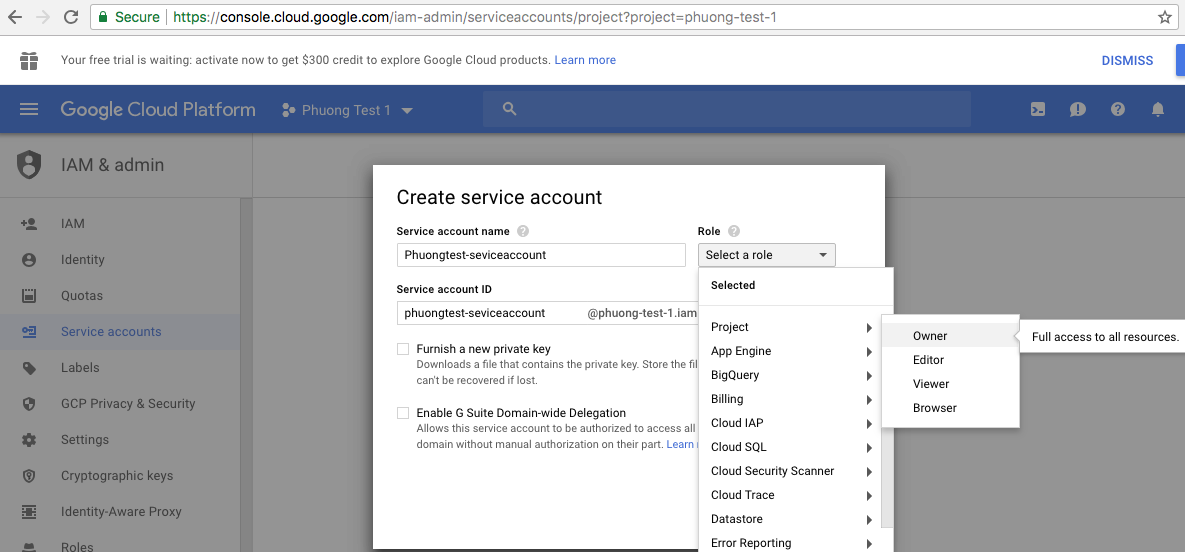 Secure https://console.cloud.google.com/iam-admin/serviceaccounts/project?project=phuong-test-1
Your free trial is waiting: activate now to get $300 credit to explore Google Cloud products. Learn more
DISMISS
Google Cloud Platform
Phuong Test 1
IAM & admin
IAM
Identity
Quotas
Service accounts
Labels
GCP Privacy & Security
Settings
Cryptographic keys
Identity-Aware Proxy
Roles
Create service account
Service account name ?
Role ?
Phuongtest-seviceaccount
Select a role
Service account ID
phuongtest-seviceaccount @phuong-test-1.iam
Furnish a new private key
Downloads a file that contains the private key. Store the fil
can't be recovered if lost.
Enable G Suite Domain-wide Delegation
Allows this service account to be authorized to access all
domain without manual authorization on their part. Learn
Selected
Project
App Engine
BigQuery
Billing
Cloud IAP
Cloud SQL
Cloud Security Scanner
Cloud Trace
Datastore
Error Reporting
Owner
Editor
Viewer
Browser
Full access to all resources.